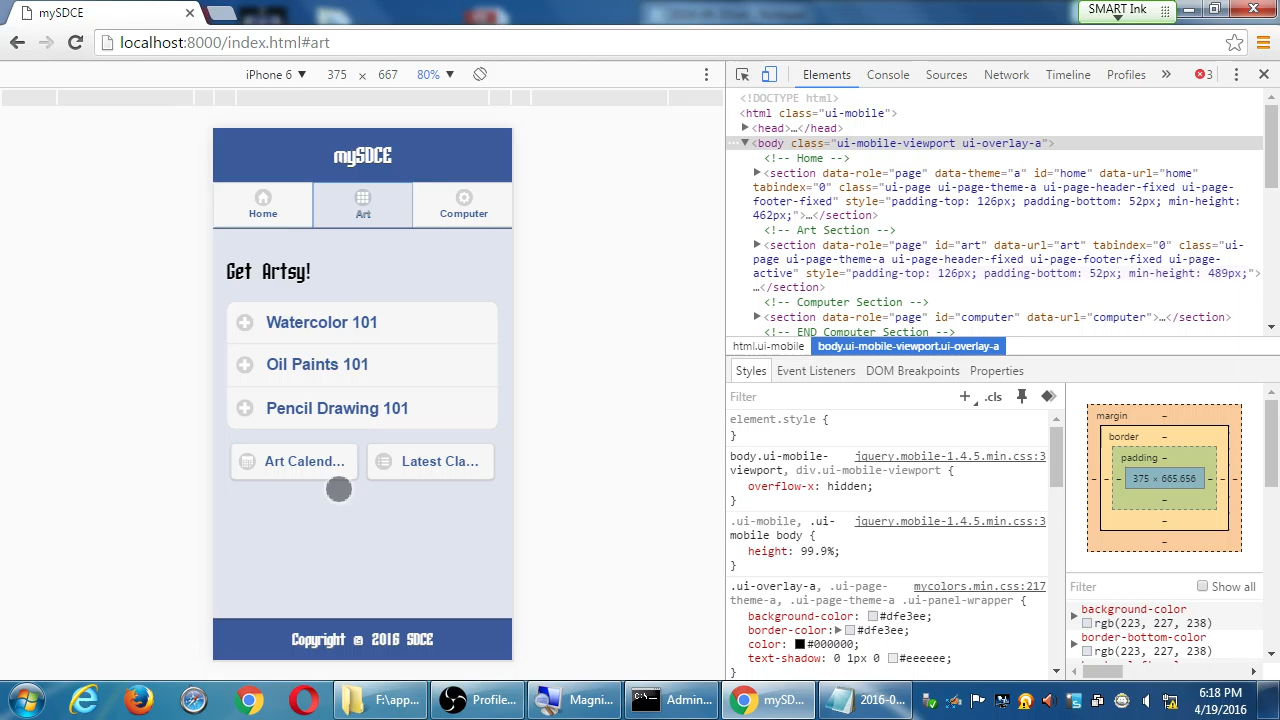 mySDCE
SMART Ink
localhost:8000/index.html#art
iPhone 6 ▼ 375 x 667 80% ▼
Elements Console Sources Network Timeline Profiles » 3
mySDCE
Home Art Computer
Get Artsy!
Watercolor 101
Oil Paints 101
Pencil Drawing 101
Art Calend... Latest Cla...
Copyright © 2016 SDCE
<!DOCTYPE html>
<html class="ui-mobile">
<head>…</head>
<body class="ui-mobile-viewport ui-overlay-a">
<!-- Home -->
<section data-role="page" data-theme="a" id="home" data-url="home"
tabindex="0" class="ui-page ui-page-theme-a ui-page-header-fixed ui-page-
footer-fixed" style="padding-top: 126px; padding-bottom: 52px; min-height:
462px;">…</section>
<!-- Art Section -->
<section data-role="page" id="art" data-url="art" tabindex="0" class="ui-
page ui-page-theme-a ui-page-header-fixed ui-page-footer-fixed ui-page-
active" style="padding-top: 126px; padding-bottom: 52px; min-height: 489px;">
…</section>
<!-- Computer Section -->
<section data-role="page" id="computer" data-url="computer">…</section>
<!-- END Computer Section -->
html.ui-mobile body.ui-mobile-viewport.ui-overlay-a
Styles Event Listeners DOM Breakpoints Properties
Filter + .cls
element.style {
}
body.ui-mobile- jquery.mobile-1.4.5.min.css:3
viewport, div.ui-mobile-viewport {
overflow-x: hidden;
}
.ui-mobile, .ui- jquery.mobile-1.4.5.min.css:3
mobile body {
height: 99.9%;
}
.ui-overlay-a, .ui-page- mycolors.min.css:217
theme-a, .ui-page-theme-a .ui-panel-wrapper {
background-color: #dfe3ee;
border-color: #dfe3ee;
color: #000000;
text-shadow: 0 1px 0 #eeeeee;
}
margin –
border –
padding –
375 × 665.656
Filter Show all
background-color
rgb(223, 227, 238)
border-bottom-color
rgb(223, 227, 238)
F:\app... Profile... Magni... Admin... mySD... 2016-0...
6:18 PM
4/19/2016